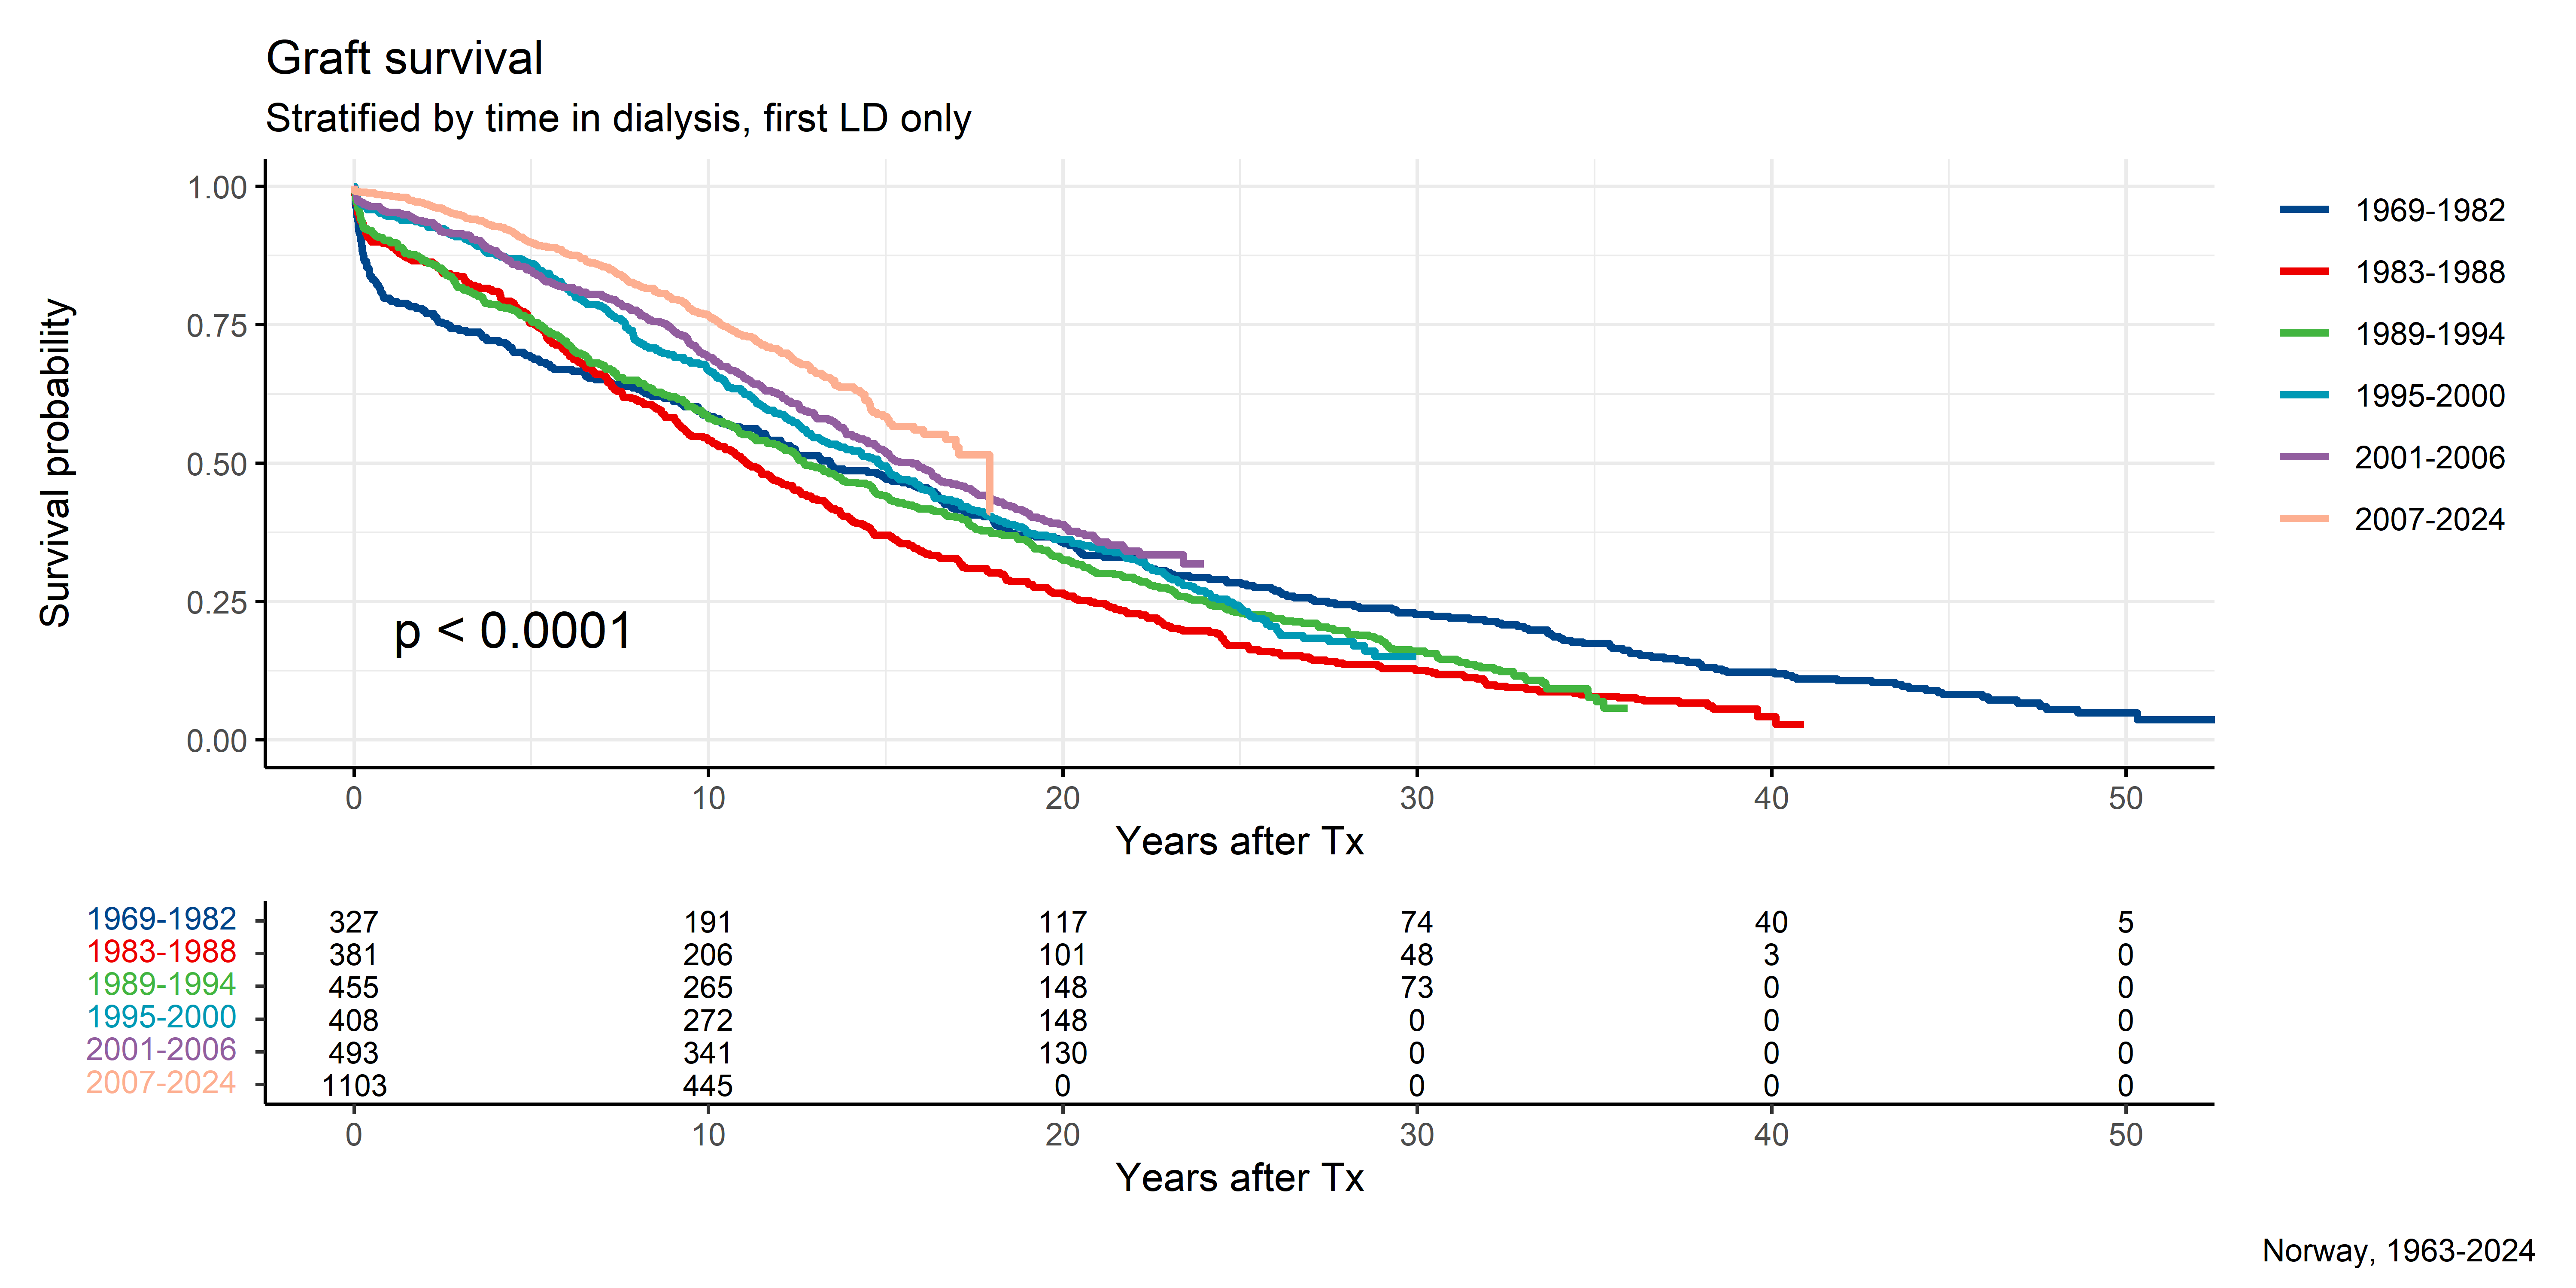 Graft survival
Stratified by time in dialysis, first LD only
Survival probability
1.00
0.75
0.50
0.25
0.00
p < 0.0001
0 10 20 30 40 50
Years after Tx
1969-1982
1983-1988
1989-1994
1995-2000
2001-2006
2007-2024
1969-1982 327 191 117 74 40 5
1983-1988 381 206 101 48 3 0
1989-1994 455 265 148 73 0 0
1995-2000 408 272 148 0 0 0
2001-2006 493 341 130 0 0 0
2007-2024 1103 445 0 0 0 0
0 10 20 30 40 50
Years after Tx
Norway, 1963-2024